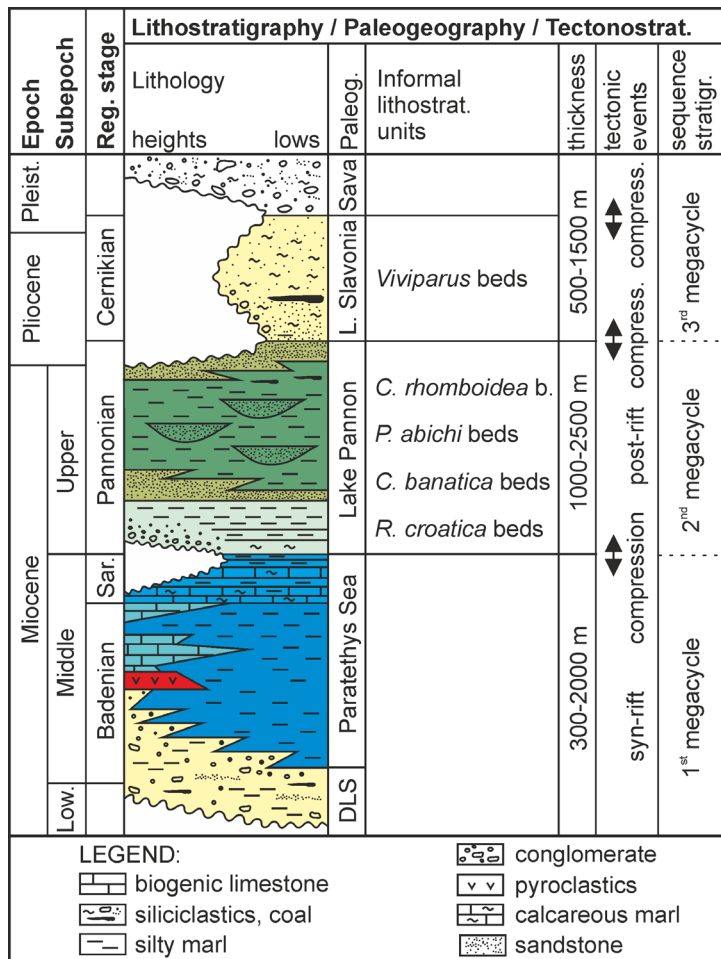 Lithostratigraphy / Paleogeography / Tectonostrat.
Epoch
Subepoch
Reg. stage
Lithology
heights
lows
Paleog.
Informal
lithostrat.
units
thickness
tectonic
events
sequence
stratigr.
Pleist.
Pliocene
Miocene
Upper
Middle
Low.
Cernikian
Pannonian
Sar.
Badenian
Sava
L. Slavonia
Lake Pannon
Paratethys Sea
DLS
Viviparus beds
C. rhomboidea b.
P. abichi beds
C. banatica beds
R. croatica beds
500-1500 m
1000-2500 m
300-2000 m
compress.
compress.
post-rift
compression
syn-rift
3rd megacycle
2nd megacycle
1st megacycle
LEGEND:
biogenic limestone
siliciclastics, coal
silty marl
conglomerate
pyroclastics
calcareous marl
sandstone